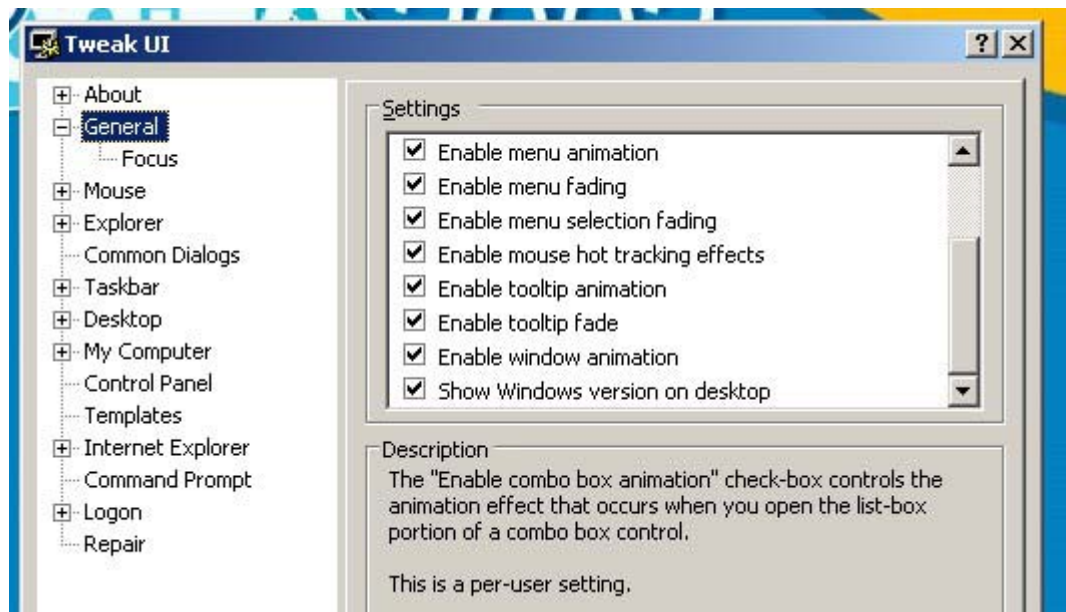 Tweak UI
About
General
Focus
Mouse
Explorer
Common Dialogs
Taskbar
Desktop
My Computer
Control Panel
Templates
Internet Explorer
Command Prompt
Logon
Repair
Settings
Enable menu animation
Enable menu fading
Enable menu selection fading
Enable mouse hot tracking effects
Enable tooltip animation
Enable tooltip fade
Enable window animation
Show Windows version on desktop
Description
The "Enable combo box animation" check-box controls the
animation effect that occurs when you open the list-box
portion of a combo box control.
This is a per-user setting.